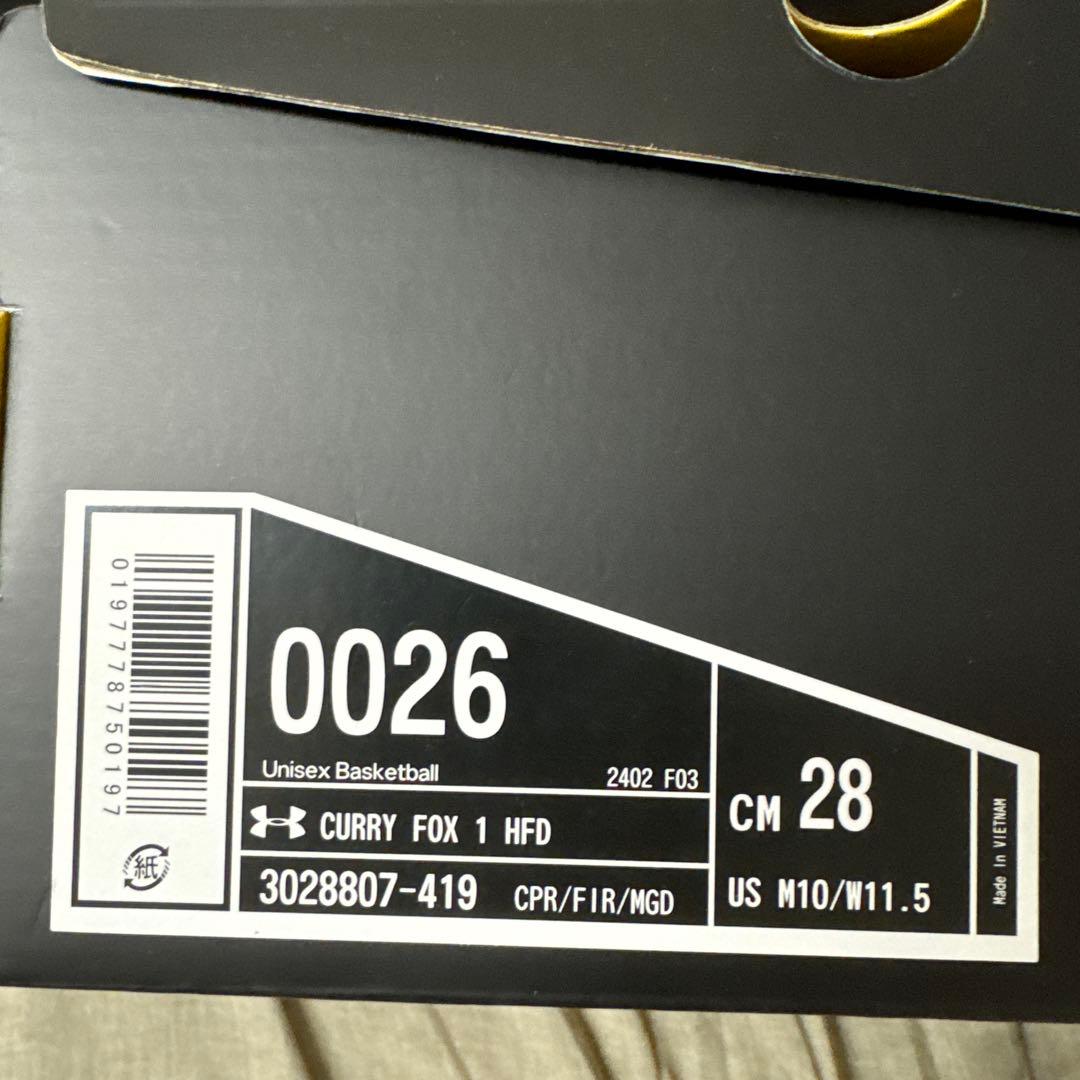 0197778750197
紙
0026
Unisex Basketball
2402 F03
CURRY FOX 1 HFD
3028807-419 CPR/FIR/MGD
CM 28
US M10/W11.5
Made In VIETNAM